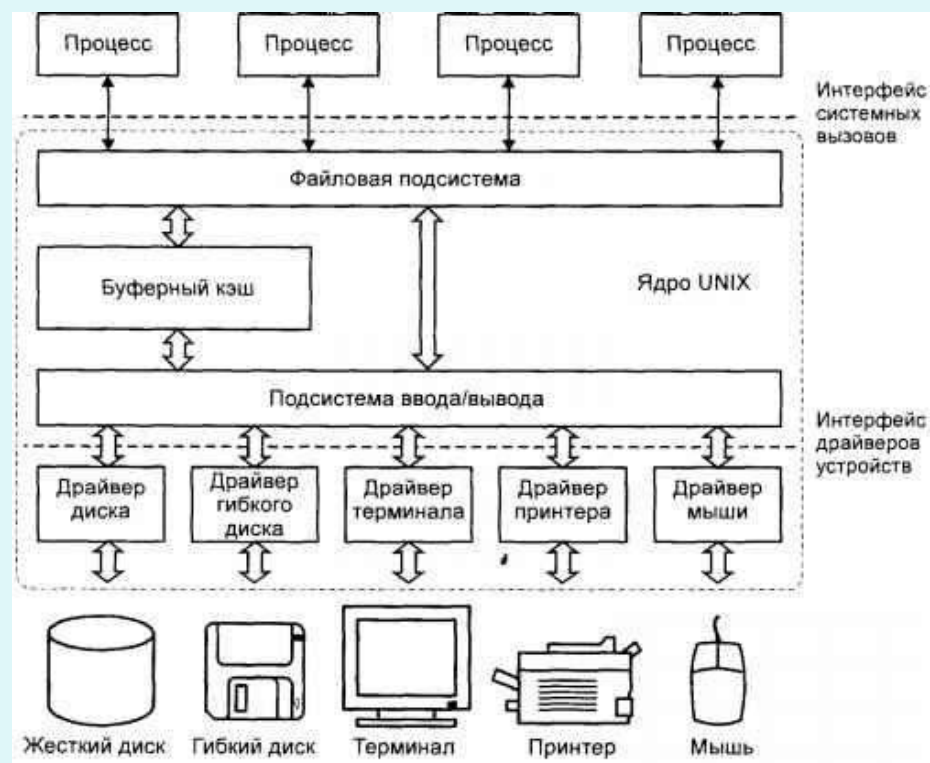 Процесс
Процесс
Процесс
Процесс
Интерфейс
системных
вызовов
Файловая подсистема
Буферный кэш
Ядро UNIX
Подсистема ввода/вывода
Интерфейс
драйверов
устройств
Драйвер
диска
Драйвер
гибкого
диска
Драйвер
терминала
Драйвер
принтера
Драйвер
мыши
Жесткий диск
Гибкий диск
Терминал
Принтер
Мышь